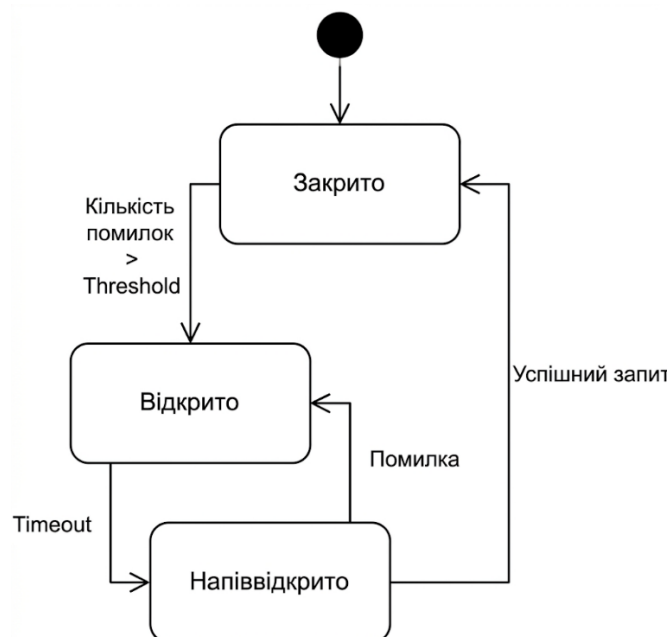 Закрито
Кількість
помилок
>
Threshold
Відкрито
Успішний запит
Помилка
Timeout
Напіввідкрито